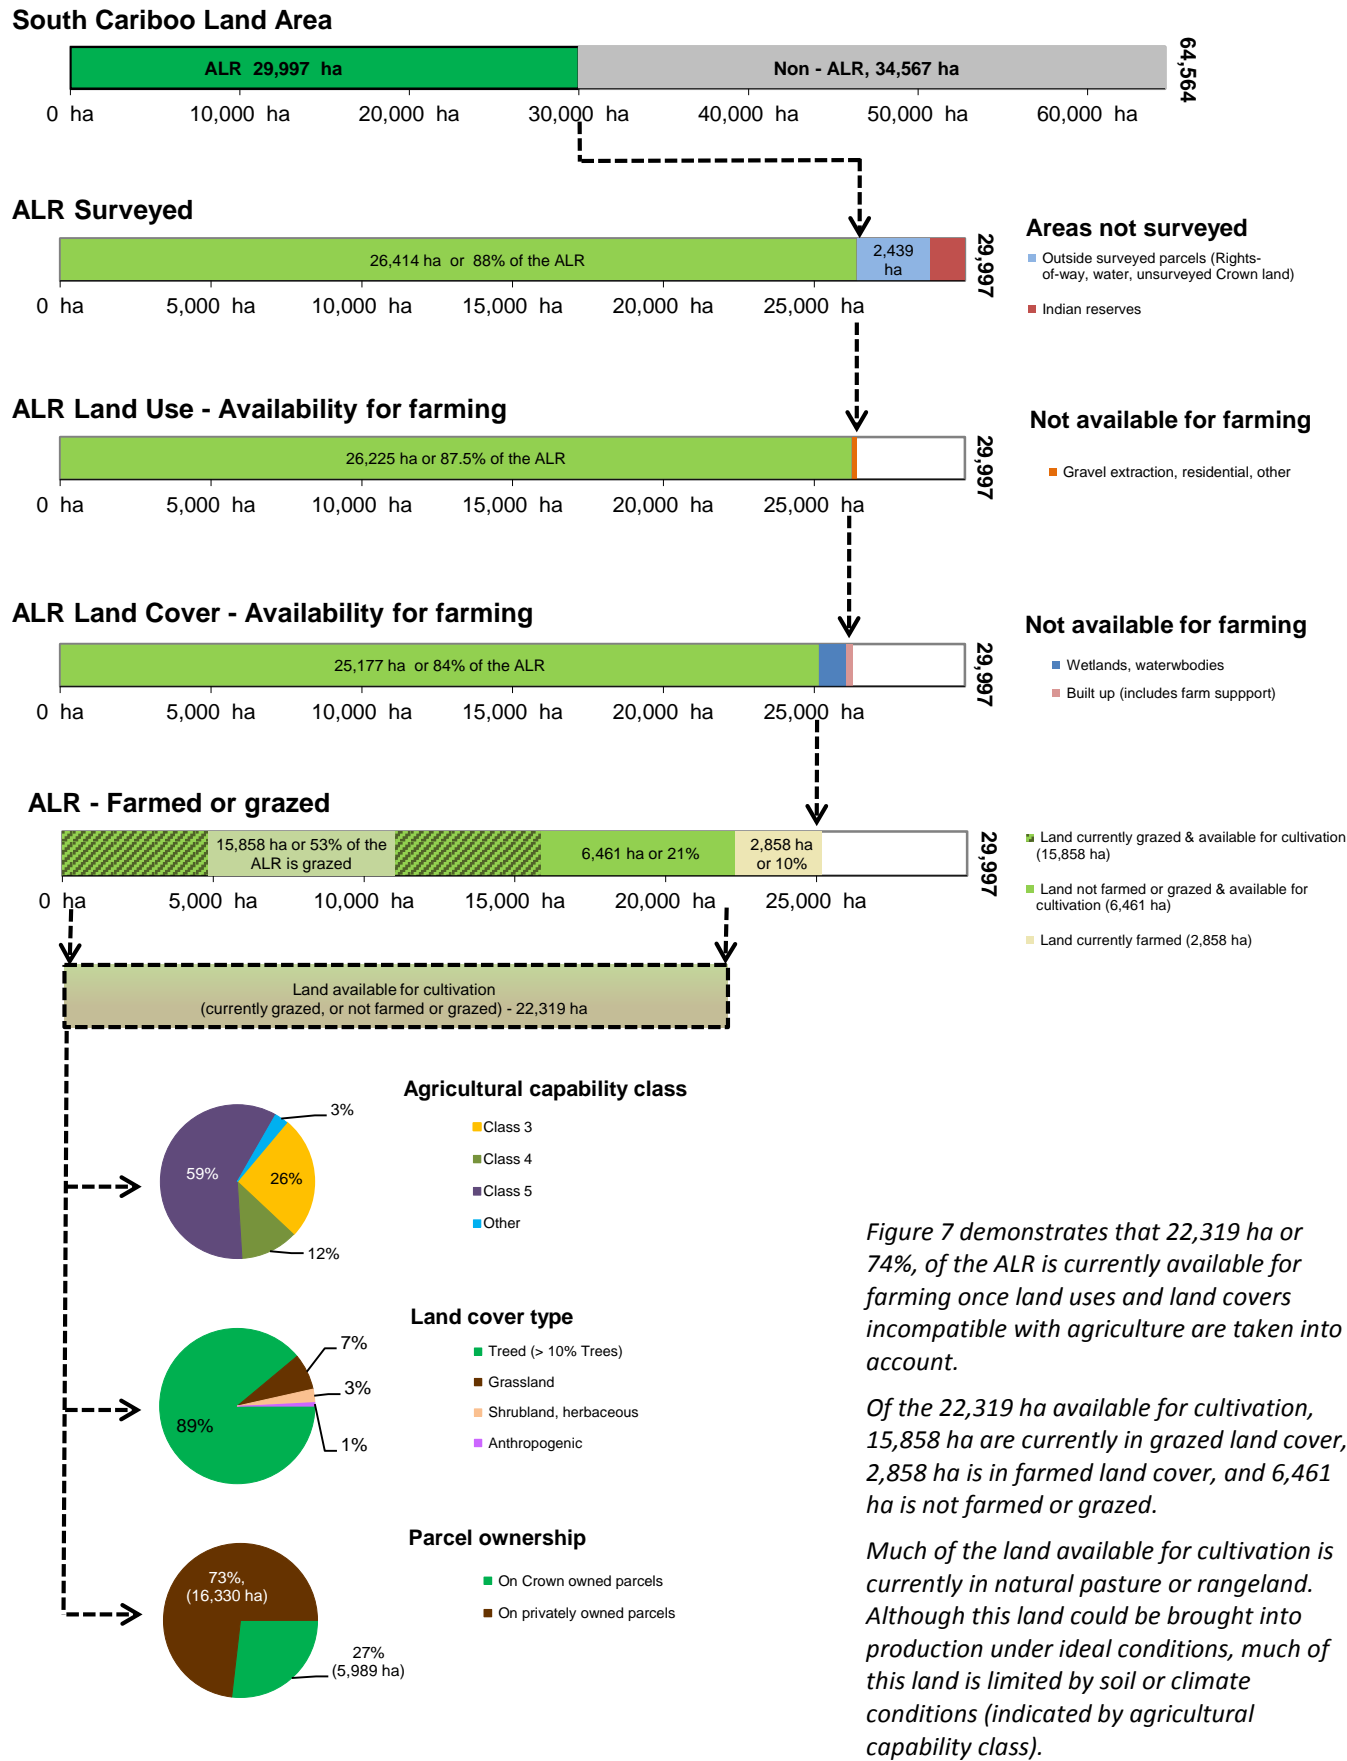 South Cariboo Land Area
ALR 29,997 ha
Non - ALR, 34,567 ha
64,564
0 ha 10,000 ha 20,000 ha 30,000 ha 40,000 ha 50,000 ha 60,000 ha
ALR Surveyed
26,414 ha or 88% of the ALR
2,439
ha
29,997
0 ha 5,000 ha 10,000 ha 15,000 ha 20,000 ha 25,000 ha
Areas not surveyed
Outside surveyed parcels (Rights-
of-way, water, unsurveyed Crown land)
Indian reserves
ALR Land Use - Availability for farming
26,225 ha or 87.5% of the ALR
29,997
0 ha 5,000 ha 10,000 ha 15,000 ha 20,000 ha 25,000 ha
Not available for farming
Gravel extraction, residential, other
ALR Land Cover - Availability for farming
25,177 ha or 84% of the ALR
29,997
0 ha 5,000 ha 10,000 ha 15,000 ha 20,000 ha 25,000 ha
Not available for farming
Wetlands, waterwbodies
Built up (includes farm suppport)
ALR - Farmed or grazed
15,858 ha or 53% of the
ALR is grazed
6,461 ha or 21%
2,858 ha
or 10%
29,997
0 ha 5,000 ha 10,000 ha 15,000 ha 20,000 ha 25,000 ha
Land currently grazed & available for cultivation
(15,858 ha)
Land not farmed or grazed & available for
cultivation (6,461 ha)
Land currently farmed (2,858 ha)
Land available for cultivation
(currently grazed, or not farmed or grazed) - 22,319 ha
Agricultural capability class
3%
59%
26%
12%
Class 3
Class 4
Class 5
Other
Land cover type
7%
3%
89%
1%
Treed (> 10% Trees)
Grassland
Shrubland, herbaceous
Anthropogenic
Parcel ownership
73%,
(16,330 ha)
27%
(5,989 ha)
On Crown owned parcels
On privately owned parcels
Figure 7 demonstrates that 22,319 ha or
74%, of the ALR is currently available for
farming once land uses and land covers
incompatible with agriculture are taken into
account.
Of the 22,319 ha available for cultivation,
15,858 ha are currently in grazed land cover,
2,858 ha is in farmed land cover, and 6,461
ha is not farmed or grazed.
Much of the land available for cultivation is
currently in natural pasture or rangeland.
Although this land could be brought into
production under ideal conditions, much of
this land is limited by soil or climate
conditions (indicated by agricultural
capability class).